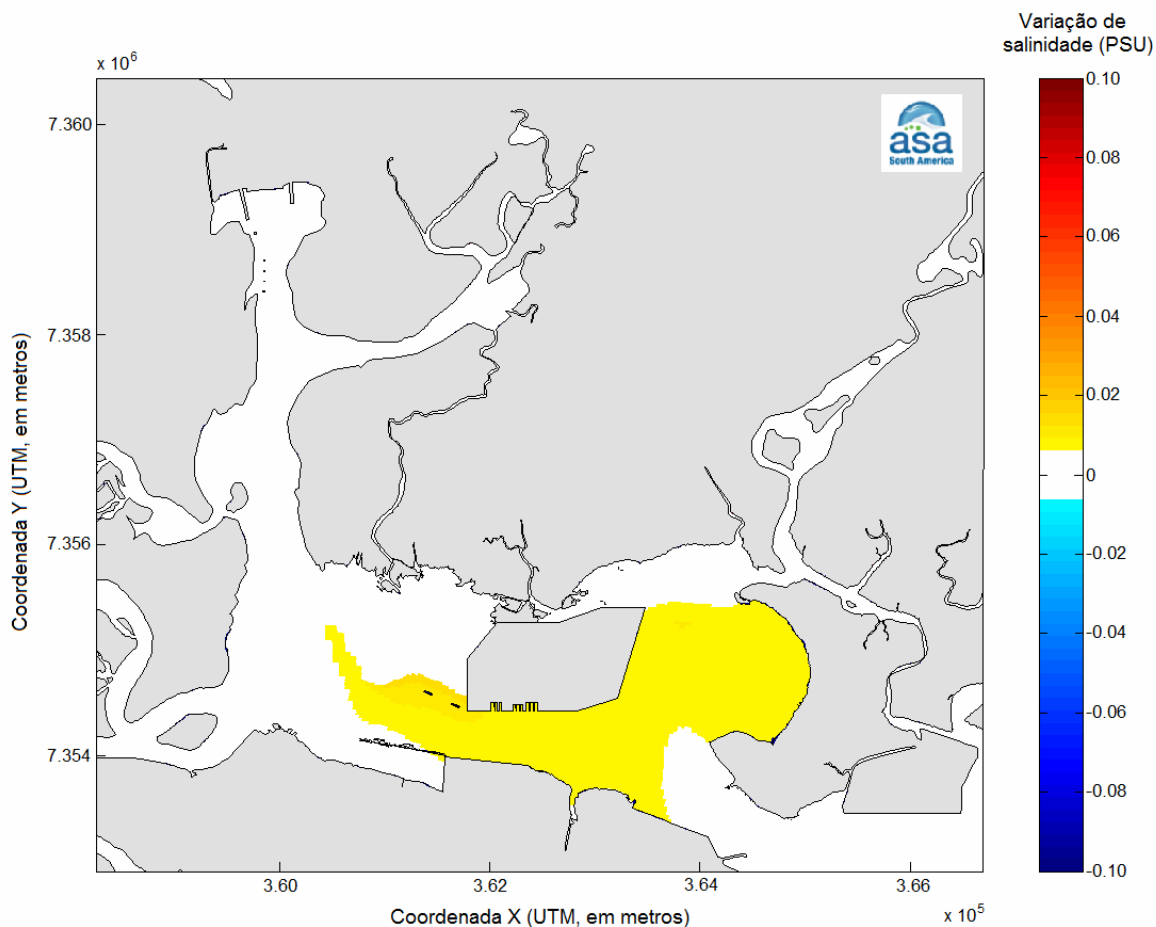 Variação de
salinidade (PSU)
x 10⁶
7.360
7.358
7.356
7.354
Coordenada Y (UTM, em metros)
asa
South America
0.10
0.08
0.06
0.04
0.02
0
-0.02
-0.04
-0.06
-0.08
-0.10
3.60
3.62
3.64
3.66
Coordenada X (UTM, em metros)
x 10⁵